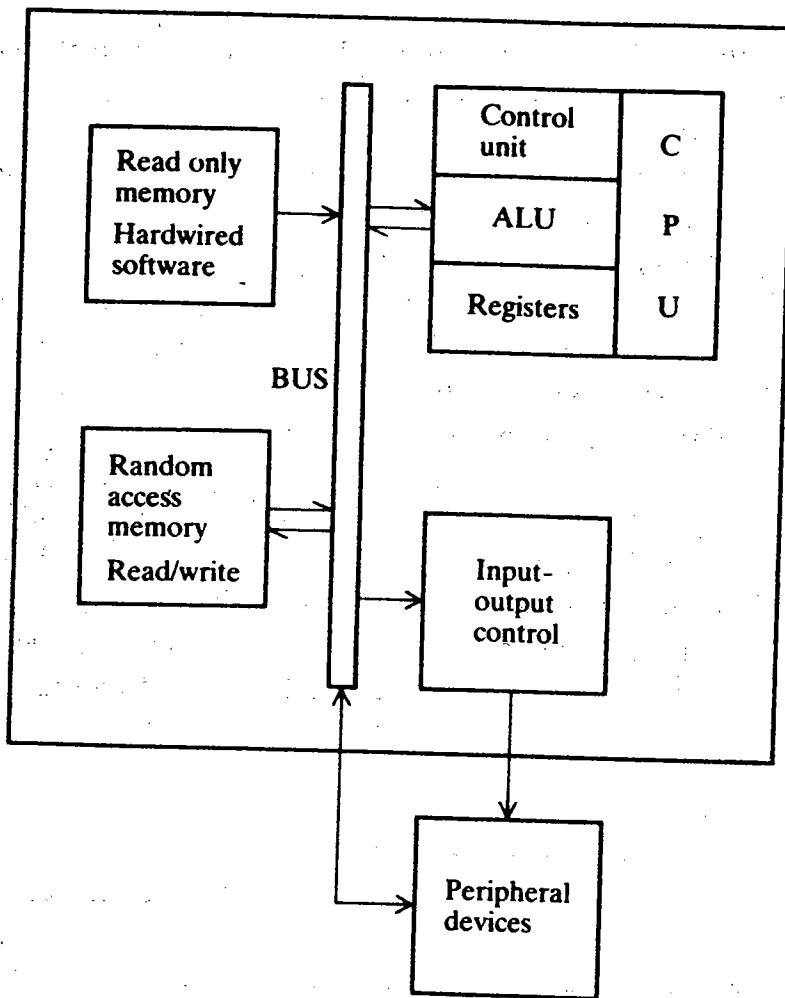 Read only
memory
Hardwired
software
Control
unit
ALU
Registers
C
P
U
BUS
Random
access
memory
Read/write
Input-
output
control
Peripheral
devices